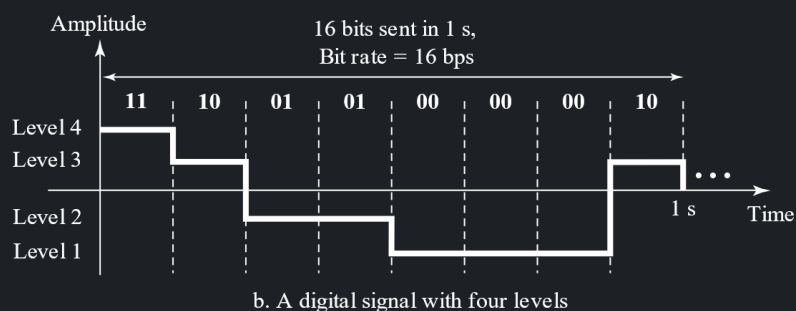 Amplitude
16 bits sent in 1 s,
Bit rate = 16 bps
11 10 01 01 00 00 00 10
Level 4
Level 3
Level 2
Level 1
1 s
Time
b. A digital signal with four levels